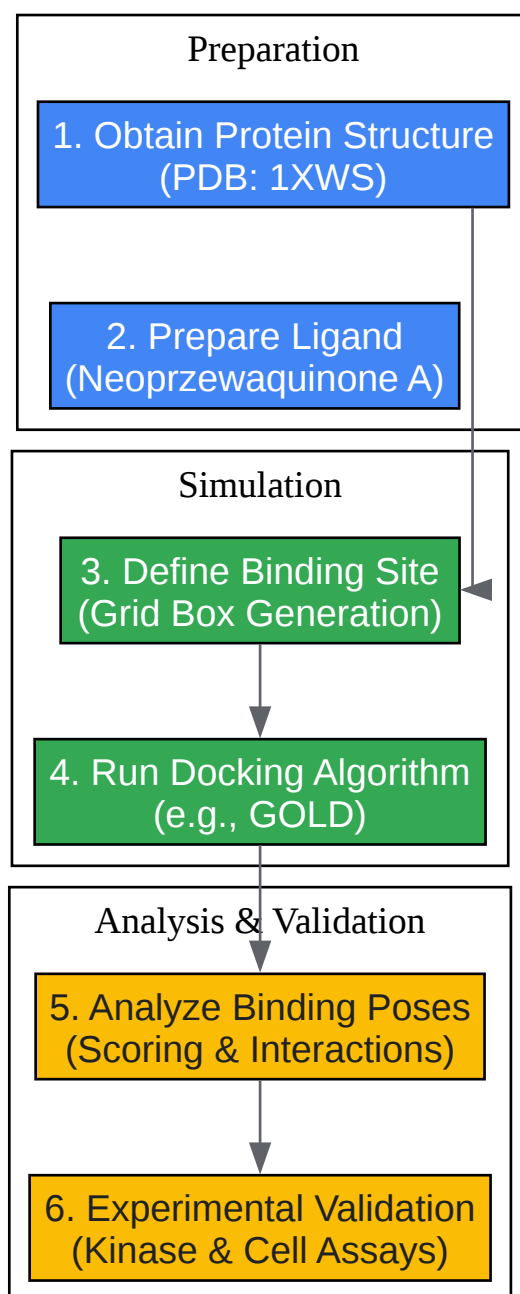 Preparation
1. Obtain Protein Structure
(PDB: 1XWS)
2. Prepare Ligand
(Neoprzewaquinone A)
Simulation
3. Define Binding Site
(Grid Box Generation)
4. Run Docking Algorithm
(e.g., GOLD)
Analysis & Validation
5. Analyze Binding Poses
(Scoring & Interactions)
6. Experimental Validation
(Kinase & Cell Assays)